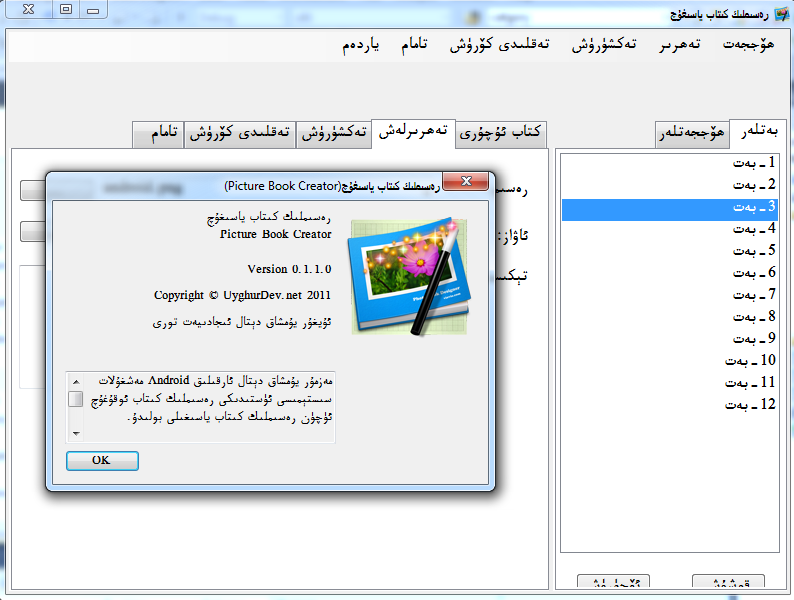 رەسىملىك كىتاب ياسىغۇچ
ھۆججەت تەھرىر تەكشۈرۈش تەقلىدى كۆرۈش تامام ياردەم
بەتلەر ھۆججەتلەر
كىتاب ئۇچۇرى تەھرىرلەش تەكشۈرۈش تەقلىدى كۆرۈش تامام
1-بەت
2-بەت
3-بەت
4-بەت
5-بەت
6-بەت
7-بەت
8-بەت
9-بەت
10-بەت
11-بەت
12-بەت
قوشۇش ئۆچۈرۈش
ئاۋاز:
رەسىملىك كىتاب ياسىغۇچ(Picture Book Creator)
رەسىملىك كىتاب ياسىغۇچ
Picture Book Creator
Version 0.1.1.0
Copyright © UyghurDev.net 2011
ئۇيغۇر يۇمشاق دېتال ئىجادىيەت تورى
مەزمۇر يۇمشاق دېتال ئارقىلىق Android مەشغۇلات
سىستېمىسى ئۈستىدىكى رەسىملىك كىتاب ئوقۇغۇچ
ئۈچۈن رەسىملىك كىتاب ياسىغىلى بولىدۇ.
OK